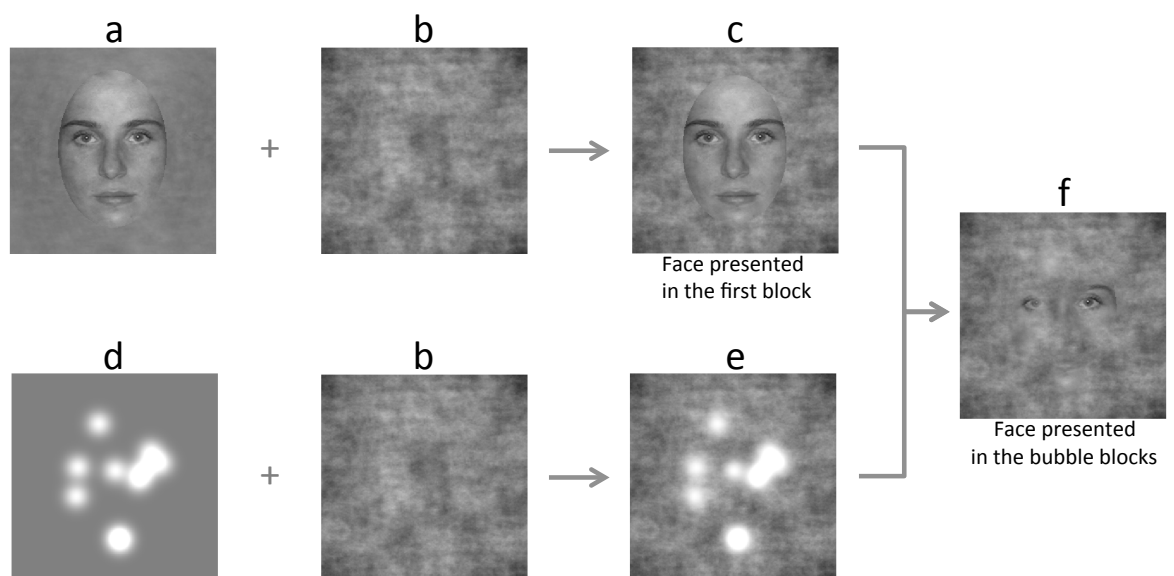 a
b
c
+
Face presented
in the first block
f
d
b
e
+
Face presented
in the bubble blocks